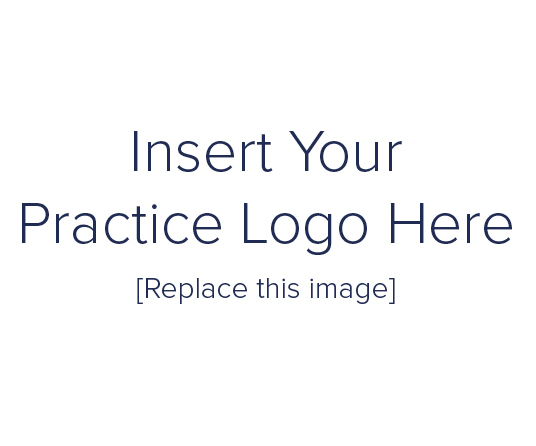 Insert Your
Practice Logo Here
[Replace this image]